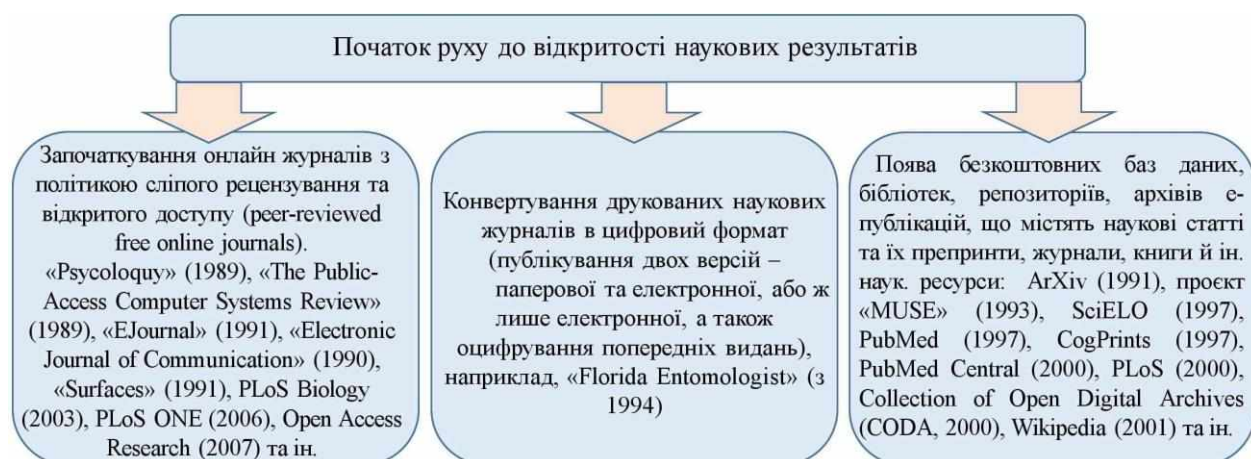 Початок руху до відкритості наукових результатів
Започаткування онлайн журналів з
політикою сліпого рецензування та
відкритого доступу (peer-reviewed
free online journals).
«Psycoloquy» (1989), «The Public-
Access Computer Systems Review»
(1989), «EJournal» (1991), «Electronic
Journal of Communication» (1990),
«Surfaces» (1991), PLoS Biology
(2003), PLoS ONE (2006), Open Access
Research (2007) та ін.
Конвертування друкованих наукових
журналів в цифровий формат
(публікування двох версій –
паперової та електронної, або ж
лише електронної, а також
оцифрування попередніх видань),
наприклад, «Florida Entomologist» (з
1994)
Поява безкоштовних баз даних,
бібліотек, репозиторіїв, архівів е-
публікацій, що містять наукові статті
та їх препринти, журнали, книги й ін.
наук. ресурси: ArXiv (1991), проєкт
«MUSE» (1993), SciELO (1997),
PubMed (1997), CogPrints (1997),
PubMed Central (2000), PLoS (2000),
Collection of Open Digital Archives
(CODA, 2000), Wikipedia (2001) та ін.